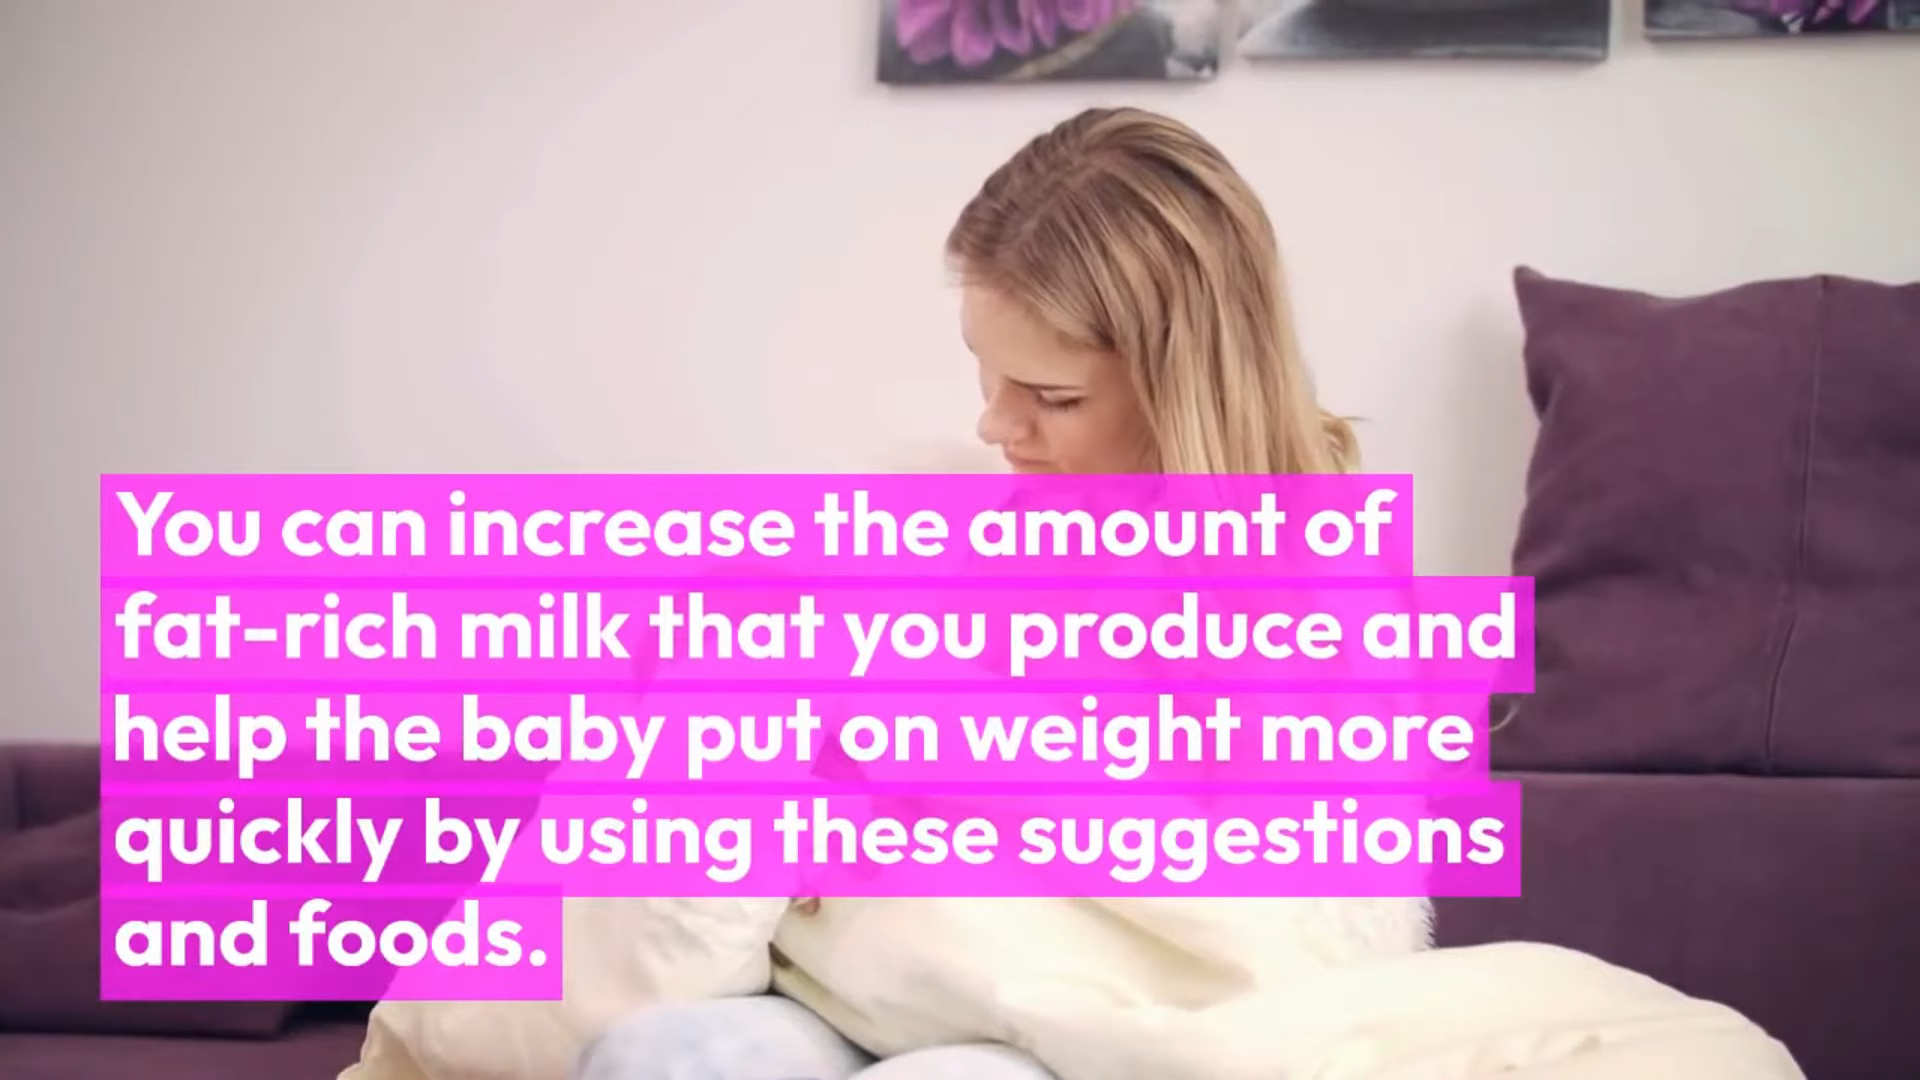 You can increase the amount of
fat-rich milk that you produce and
help the baby put on weight more
quickly by using these suggestions
and foods.